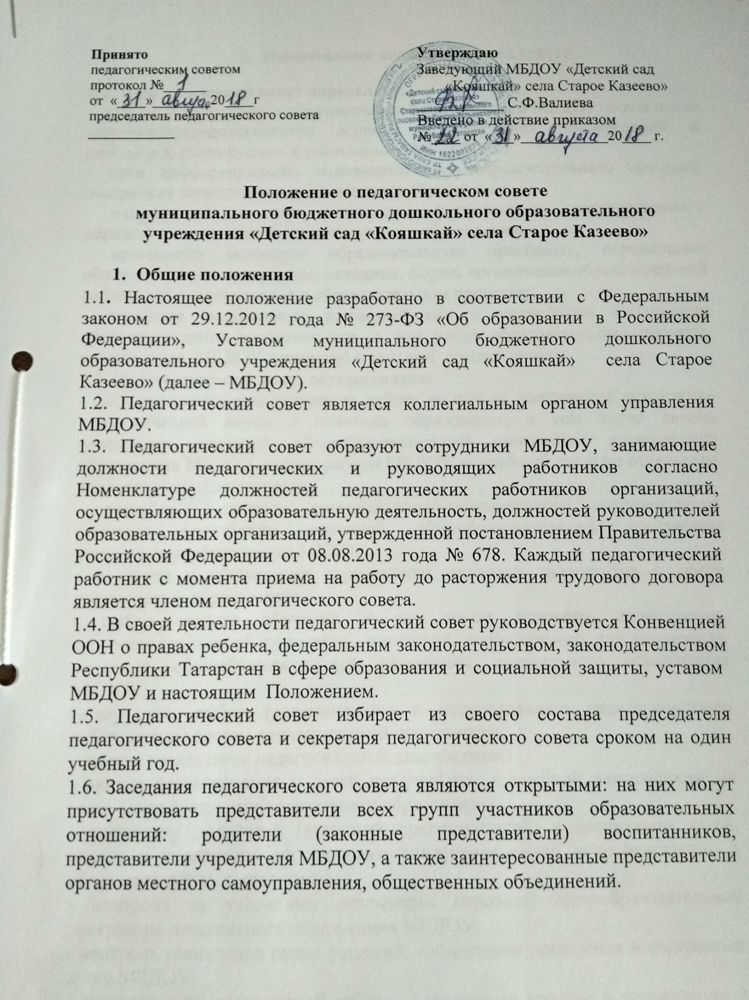 Принято
педагогическим советом
протокол № 1
от «31» августа 2018 г
председатель педагогического совета
Утверждаю
Заведующий МБДОУ «Детский сад
«Кояшкай» села Старое Казеево»
С.Ф.Валиева
Введено в действие приказом
№ 22 от «31» августа 2018 г.
ИНН 1622002870
Положение о педагогическом совете
муниципального бюджетного дошкольного образовательного
учреждения «Детский сад «Кояшкай» села Старое Казеево»
1. Общие положения
1.1. Настоящее положение разработано в соответствии с Федеральным
законом от 29.12.2012 года № 273-ФЗ «Об образовании в Российской
Федерации», Уставом муниципального бюджетного дошкольного
образовательного учреждения «Детский сад «Кояшкай» села Старое
Казеево» (далее – МБДОУ).
1.2. Педагогический совет является коллегиальным органом управления
МБДОУ.
1.3. Педагогический совет образуют сотрудники МБДОУ, занимающие
должности педагогических и руководящих работников согласно
Номенклатуре должностей педагогических работников организаций,
осуществляющих образовательную деятельность, должностей руководителей
образовательных организаций, утвержденной постановлением Правительства
Российской Федерации от 08.08.2013 года № 678. Каждый педагогический
работник с момента приема на работу до расторжения трудового договора
является членом педагогического совета.
1.4. В своей деятельности педагогический совет руководствуется Конвенцией
ООН о правах ребенка, федеральным законодательством, законодательством
Республики Татарстан в сфере образования и социальной защиты, уставом
МБДОУ и настоящим Положением.
1.5. Педагогический совет избирает из своего состава председателя
педагогического совета и секретаря педагогического совета сроком на один
учебный год.
1.6. Заседания педагогического совета являются открытыми: на них могут
присутствовать представители всех групп участников образовательных
отношений: родители (законные представители) воспитанников,
представители учредителя МБДОУ, а также заинтересованные представители
органов местного самоуправления, общественных объединений.